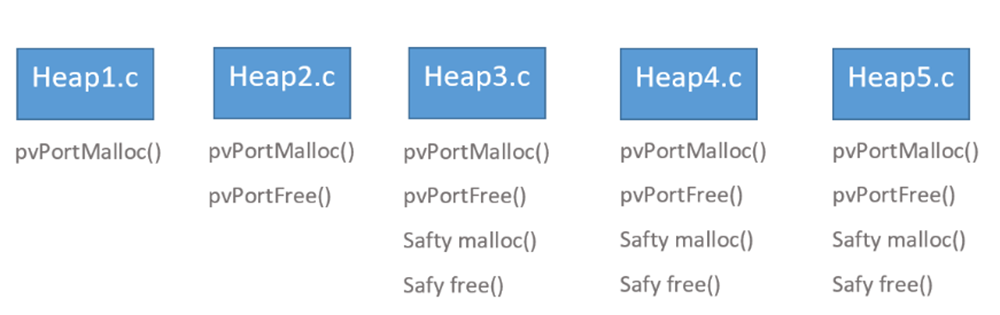 Heap1.c
pvPortMalloc()
Heap2.c
pvPortMalloc()
pvPortFree()
Heap3.c
pvPortMalloc()
pvPortFree()
Safty malloc()
Safy free()
Heap4.c
pvPortMalloc()
pvPortFree()
Safty malloc()
Safy free()
Heap5.c
pvPortMalloc()
pvPortFree()
Safty malloc()
Safy free()